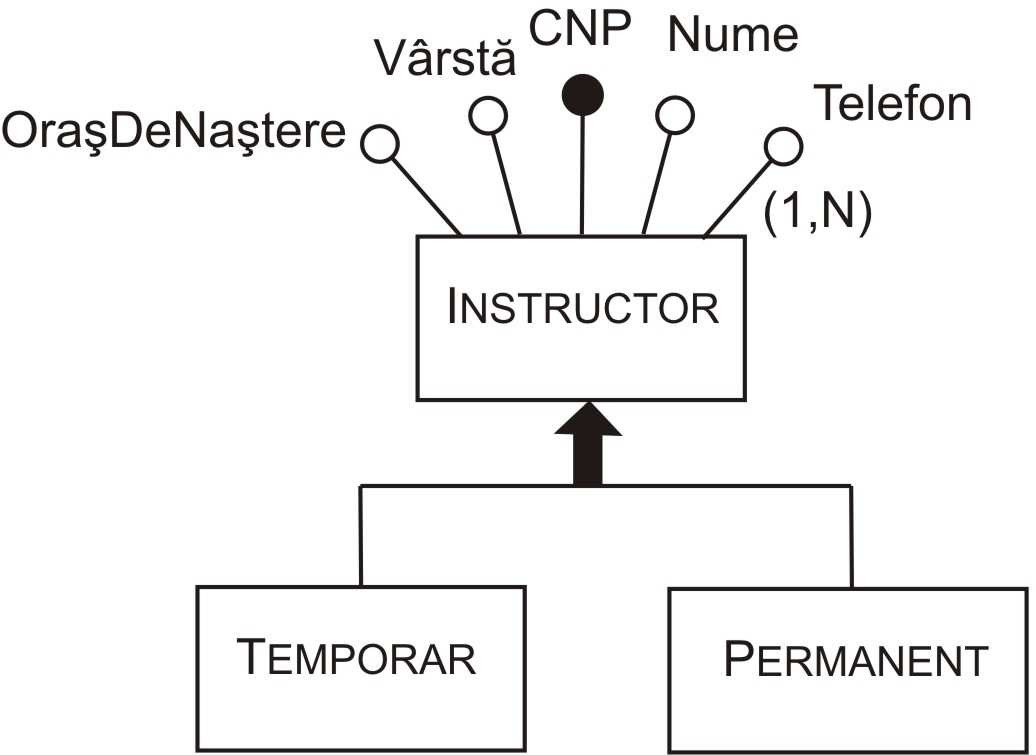 CNP
Nume
Vârstă
Telefon
OraşDeNaştere
(1,N)
INSTRUCTOR
TEMPORAR
PERMANENT